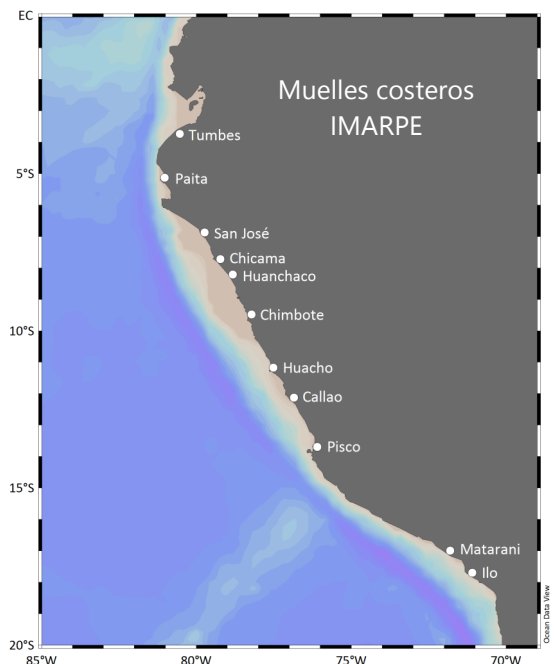 EC
Muelles costeros
IMARPE
Tumbes
5°S
Paita
San José
Chicama
Huanchaco
Chimbote
10°S
Huacho
Callao
Pisco
15°S
Matarani
Ilo
20°S
85°W
80°W
75°W
70°W
Ocean Data View